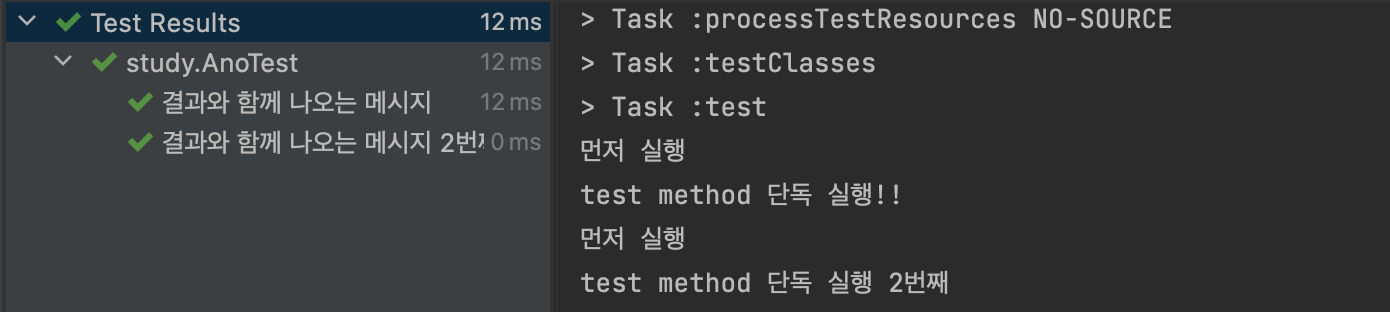 Test Results 12 ms
study.AnoTest 12 ms
결과와 함께 나오는 메시지 12 ms
결과와 함께 나오는 메시지 0 ms
> Task :processTestResources NO-SOURCE
> Task :testClasses
> Task :test
먼저 실행
test method 단독 실행!!
먼저 실행
test method 단독 실행 2번째